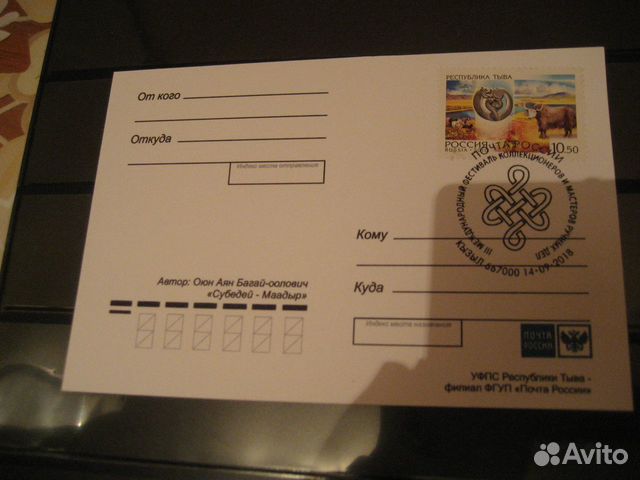 От кого
Откуда
Индекс места отправления
РЕСПУБЛИКА ТЫВА
РОССИЯ
ROSSIA
10.50
ПОЧТА РОССИИ
III МЕЖДУНАРОДНЫЙ ФЕСТИВАЛЬ КОЛЛЕКЦИОНЕРОВ И МАСТЕРОВ РУЧНЫХ ДЕЛ
КЫЗЫЛ 667000 14-09-2018
Кому
Куда
Автор: Оюн Аян Багай-оолович
«Субедей - Маадыр»
Индекс места назначения
ПОЧТА
РОССИИ
УФПС Республики Тыва -
филиал ФГУП «Почта России»
Avito